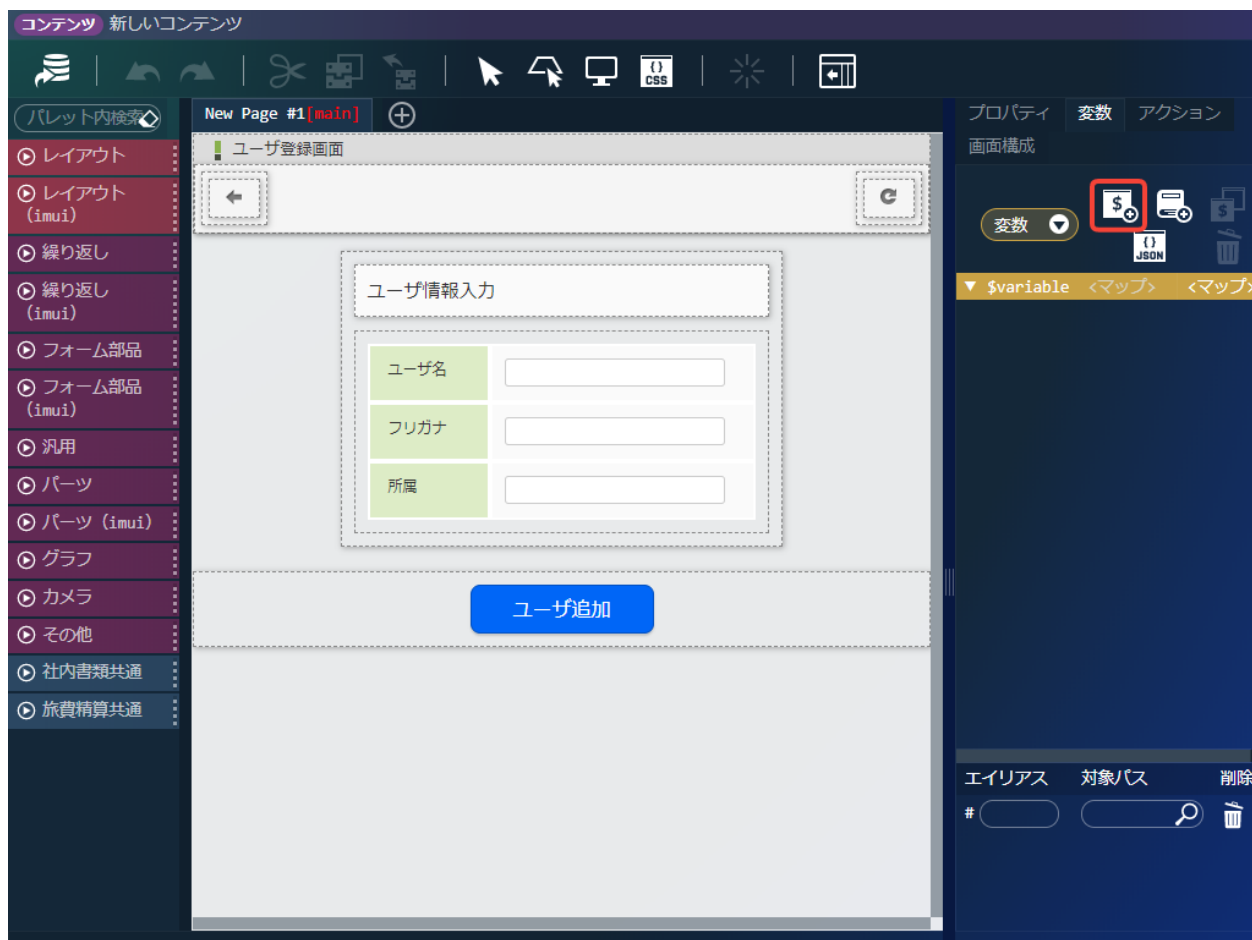 コンテンツ 新しいコンテンツ
{} CSS
パレット内検索
New Page #1[main]
プロパティ 変数 アクション
画面構成
レイアウト
レイアウト
(imui)
繰り返し
繰り返し
(imui)
フォーム部品
フォーム部品
(imui)
汎用
パーツ
パーツ (imui)
グラフ
カメラ
その他
社内書類共通
旅費精算共通
ユーザ登録画面
ユーザ情報入力
ユーザ名
フリガナ
所属
ユーザ追加
変数
$
$
{} JSON
$variable <マップ> <マップ>
エイリアス 対象パス 削除
#